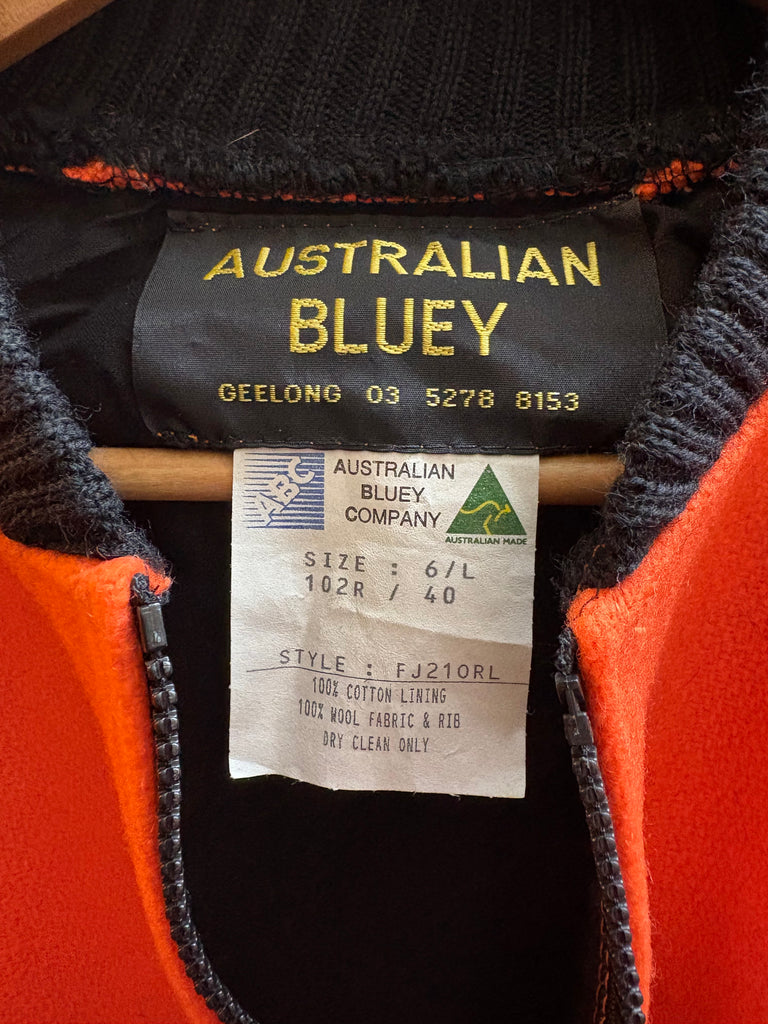 AUSTRALIAN
BLUEY
GEELONG 03 5278 8153
ABC
AUSTRALIAN
BLUEY
COMPANY
AUSTRALIAN MADE
SIZE : 6/L
102R / 40
STYLE : FJ210RL
100% COTTON LINING
100% WOOL FABRIC & RIB
DRY CLEAN ONLY